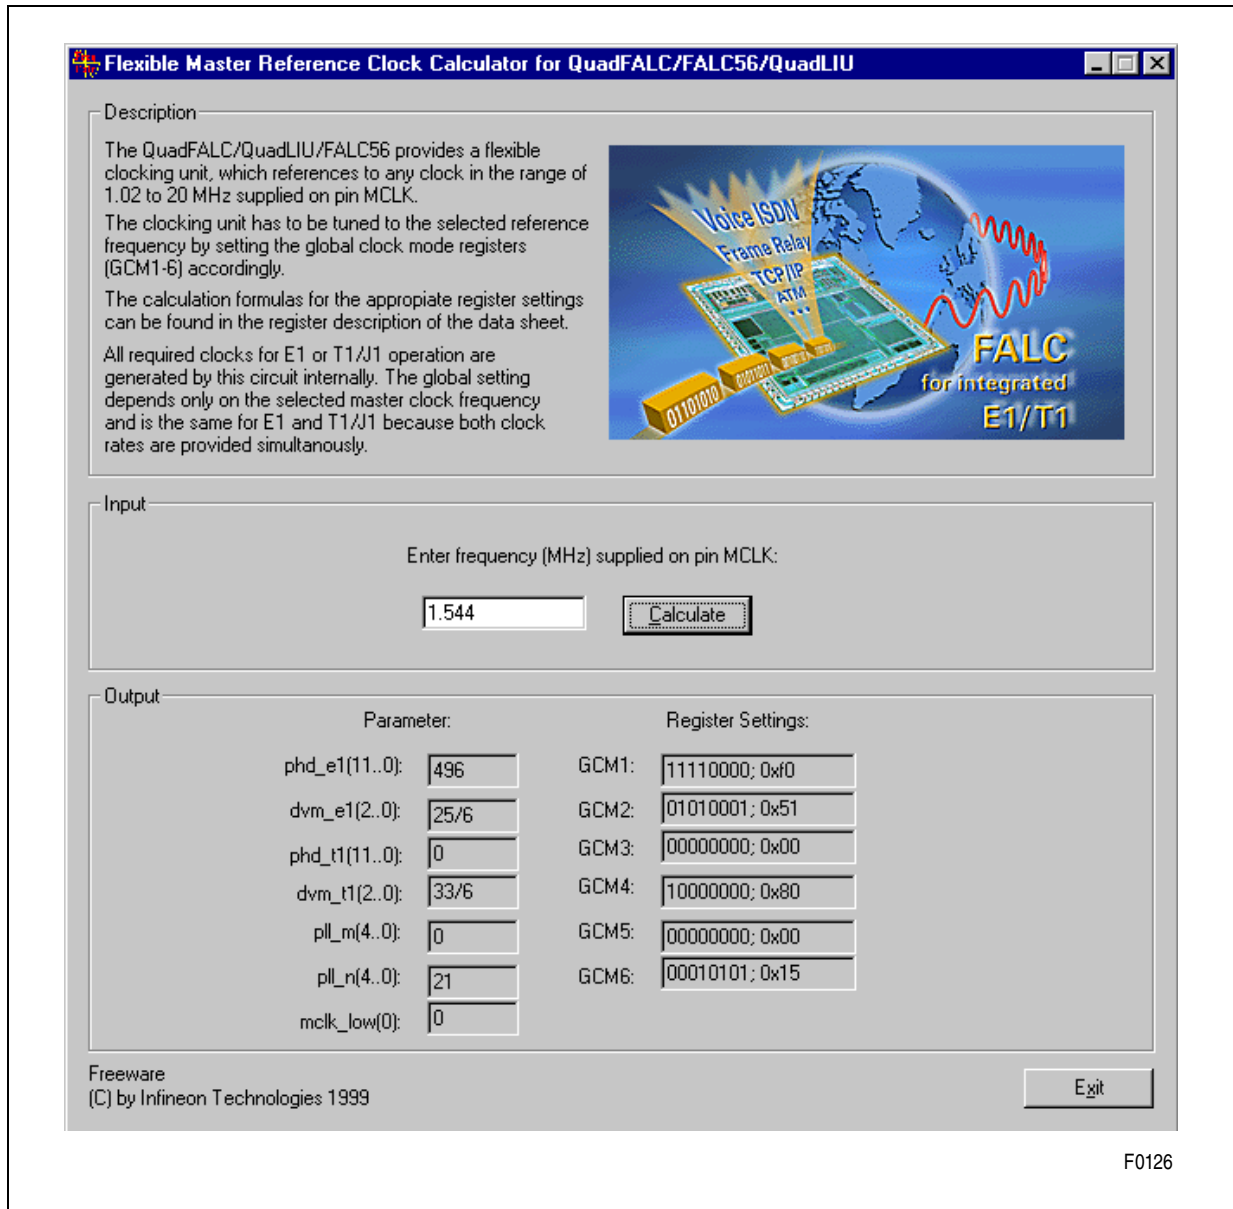 Flexible Master Reference Clock Calculator for QuadFALC/FALC56/QuadLIU
Description
The QuadFALC/QuadLIU/FALC56 provides a flexible
clocking unit, which references to any clock in the range of
1.02 to 20 MHz supplied on pin MCLK.
The clocking unit has to be tuned to the selected reference
frequency by setting the global clock mode registers
(GCM1-6) accordingly.
The calculation formulas for the appropiate register settings
can be found in the register description of the data sheet.
All required clocks for E1 or T1/J1 operation are
generated by this circuit internally. The global setting
depends only on the selected master clock frequency
and is the same for E1 and T1/J1 because both clock
rates are provided simultanously.
Voice ISDN
Frame Relay
TCP/IP
ATM
...
01101010
01011011
FALC
for integrated
E1/T1
Input
Enter frequency (MHz) supplied on pin MCLK:
1.544
Calculate
Output
Parameter:
Register Settings:
phd_e1(11..0): 496 GCM1: 11110000; 0xf0
dvm_e1(2..0): 25/6 GCM2: 01010001; 0x51
phd_t1(11..0): 0 GCM3: 00000000; 0x00
dvm_t1(2..0): 33/6 GCM4: 10000000; 0x80
pll_m(4..0): 0 GCM5: 00000000; 0x00
pll_n(4..0): 21 GCM6: 00010101; 0x15
mclk_low(0): 0
Freeware
(C) by Infineon Technologies 1999
Exit
F0126